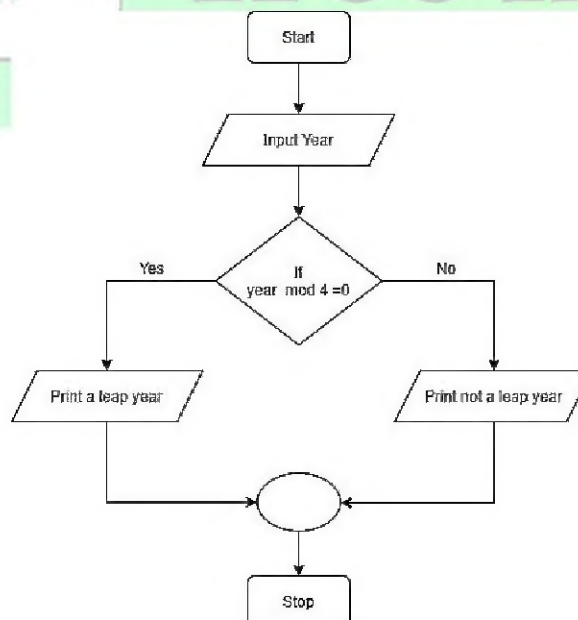 Start
Input Year
If
year mod 4 =0
Yes
No
Print a leap year
Print not a leap year
Stop